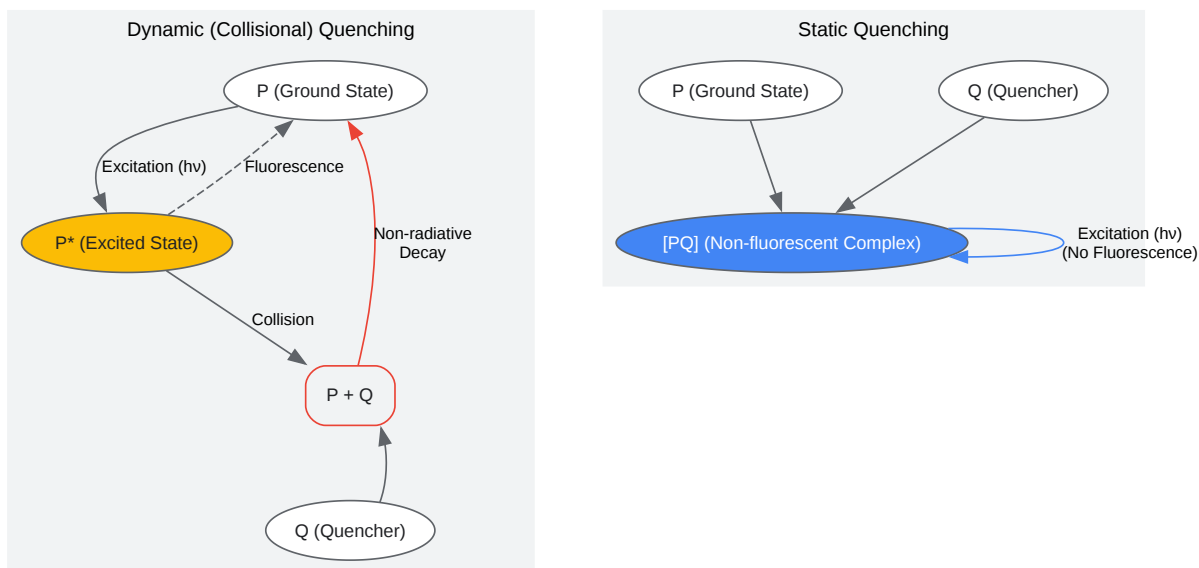 Dynamic (Collisional) Quenching
P (Ground State)
Excitation (hν)
Fluorescence
P* (Excited State)
Non-radiative
Decay
Collision
P + Q
Q (Quencher)
Static Quenching
P (Ground State)
Q (Quencher)
[PQ] (Non-fluorescent Complex)
Excitation (hν)
(No Fluorescence)